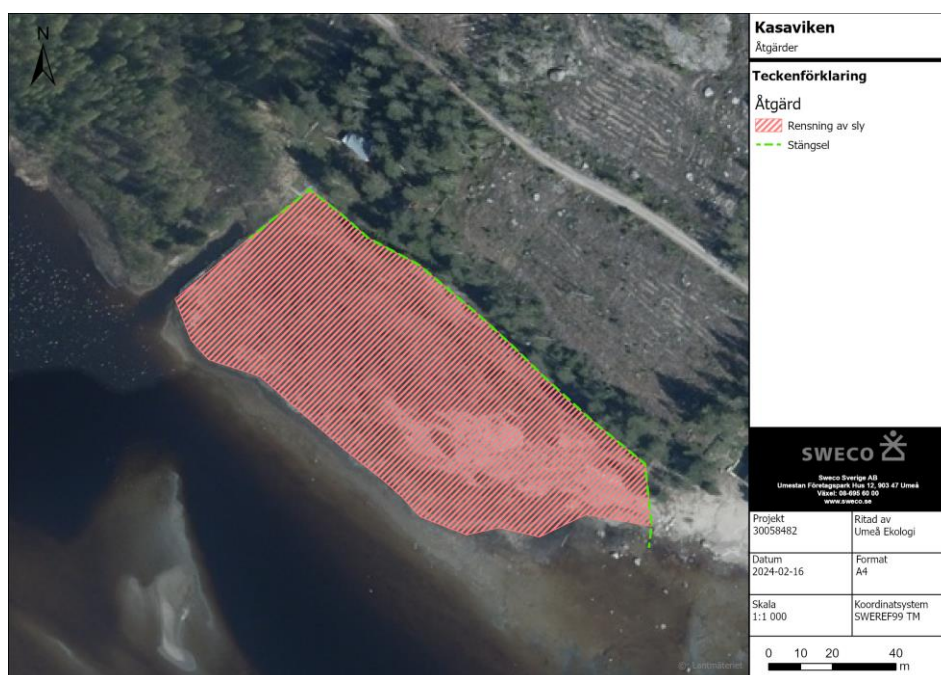 N
Kasaviken
Åtgärder
Teckenförklaring
Åtgärd
Rensning av sly
Stängsel
SWECO
Sweco Sverige AB
Umestan Företagspark Hus 12, 903 47 Umeå
Växel: 08-695 60 00
www.sweco.se
Projekt
30058482
Ritad av
Umeå Ekologi
Datum
2024-02-16
Format
A4
Skala
1:1 000
Koordinatsystem
SWEREF99 TM
0 10 20 40
m
© Lantmäteriet